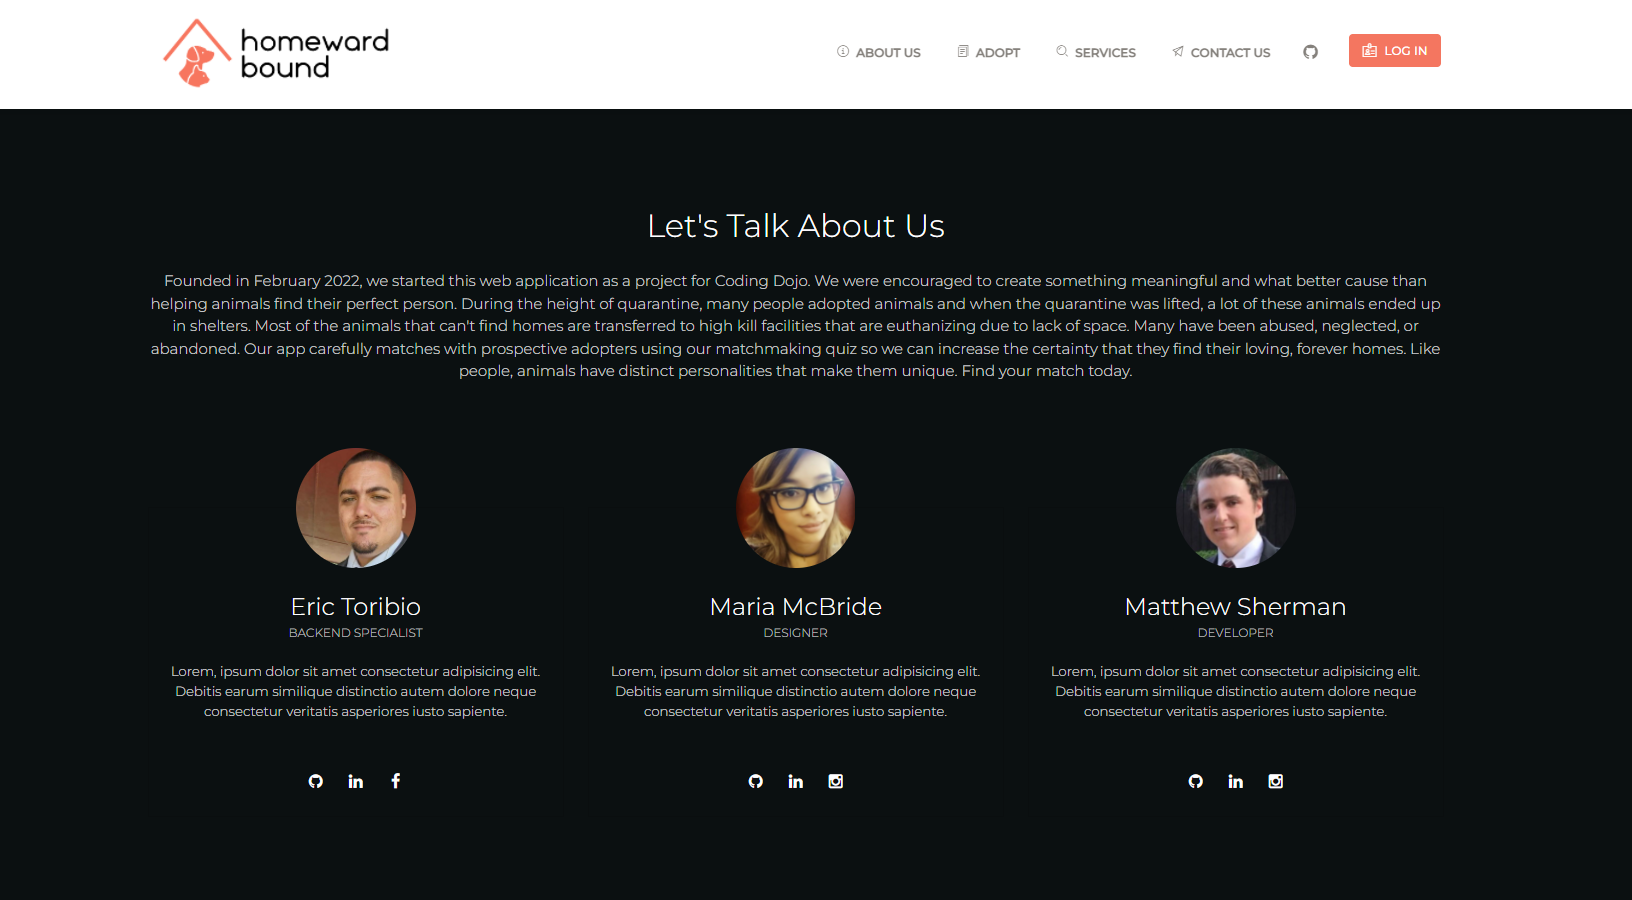 homeward
bound
ABOUT US ADOPT SERVICES CONTACT US LOG IN
Let's Talk About Us
Founded in February 2022, we started this web application as a project for Coding Dojo. We were encouraged to create something meaningful and what better cause than
helping animals find their perfect person. During the height of quarantine, many people adopted animals and when the quarantine was lifted, a lot of these animals ended up
in shelters. Most of the animals that can't find homes are transferred to high kill facilities that are euthanizing due to lack of space. Many have been abused, neglected, or
abandoned. Our app carefully matches with prospective adopters using our matchmaking quiz so we can increase the certainty that they find their loving, forever homes. Like
people, animals have distinct personalities that make them unique. Find your match today.
Eric Toribio
BACKEND SPECIALIST
Lorem, ipsum dolor sit amet consectetur adipisicing elit.
Debitis earum similique distinctio autem dolore neque
consectetur veritatis asperiores iusto sapiente.
Maria McBride
DESIGNER
Lorem, ipsum dolor sit amet consectetur adipisicing elit.
Debitis earum similique distinctio autem dolore neque
consectetur veritatis asperiores iusto sapiente.
Matthew Sherman
DEVELOPER
Lorem, ipsum dolor sit amet consectetur adipisicing elit.
Debitis earum similique distinctio autem dolore neque
consectetur veritatis asperiores iusto sapiente.